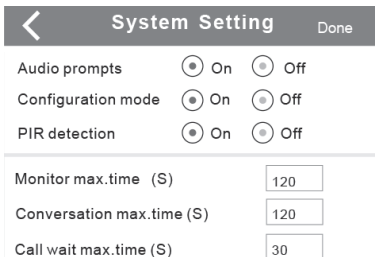 System Setting Done
Audio prompts On Off
Configuration mode On Off
PIR detection On Off
Monitor max.time (S) 120
Conversation max.time (S) 120
Call wait max.time (S) 30